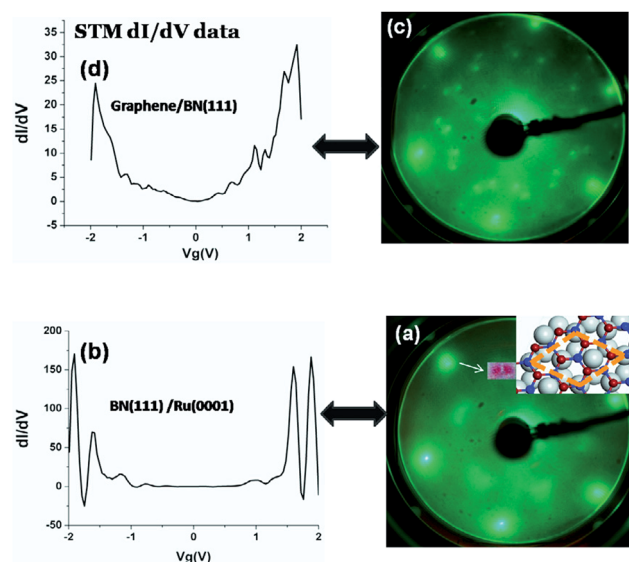 STM dI/dV data
(d)
Graphene/BN(111)
dI/dV
35
30
25
20
15
10
5
0
-2
-1
0
1
2
Vg(V)
(c)
(b)
BN(111) /Ru(0001)
dI/dV
200
150
100
50
0
-50
-2
-1
0
1
2
Vg(V)
(a)